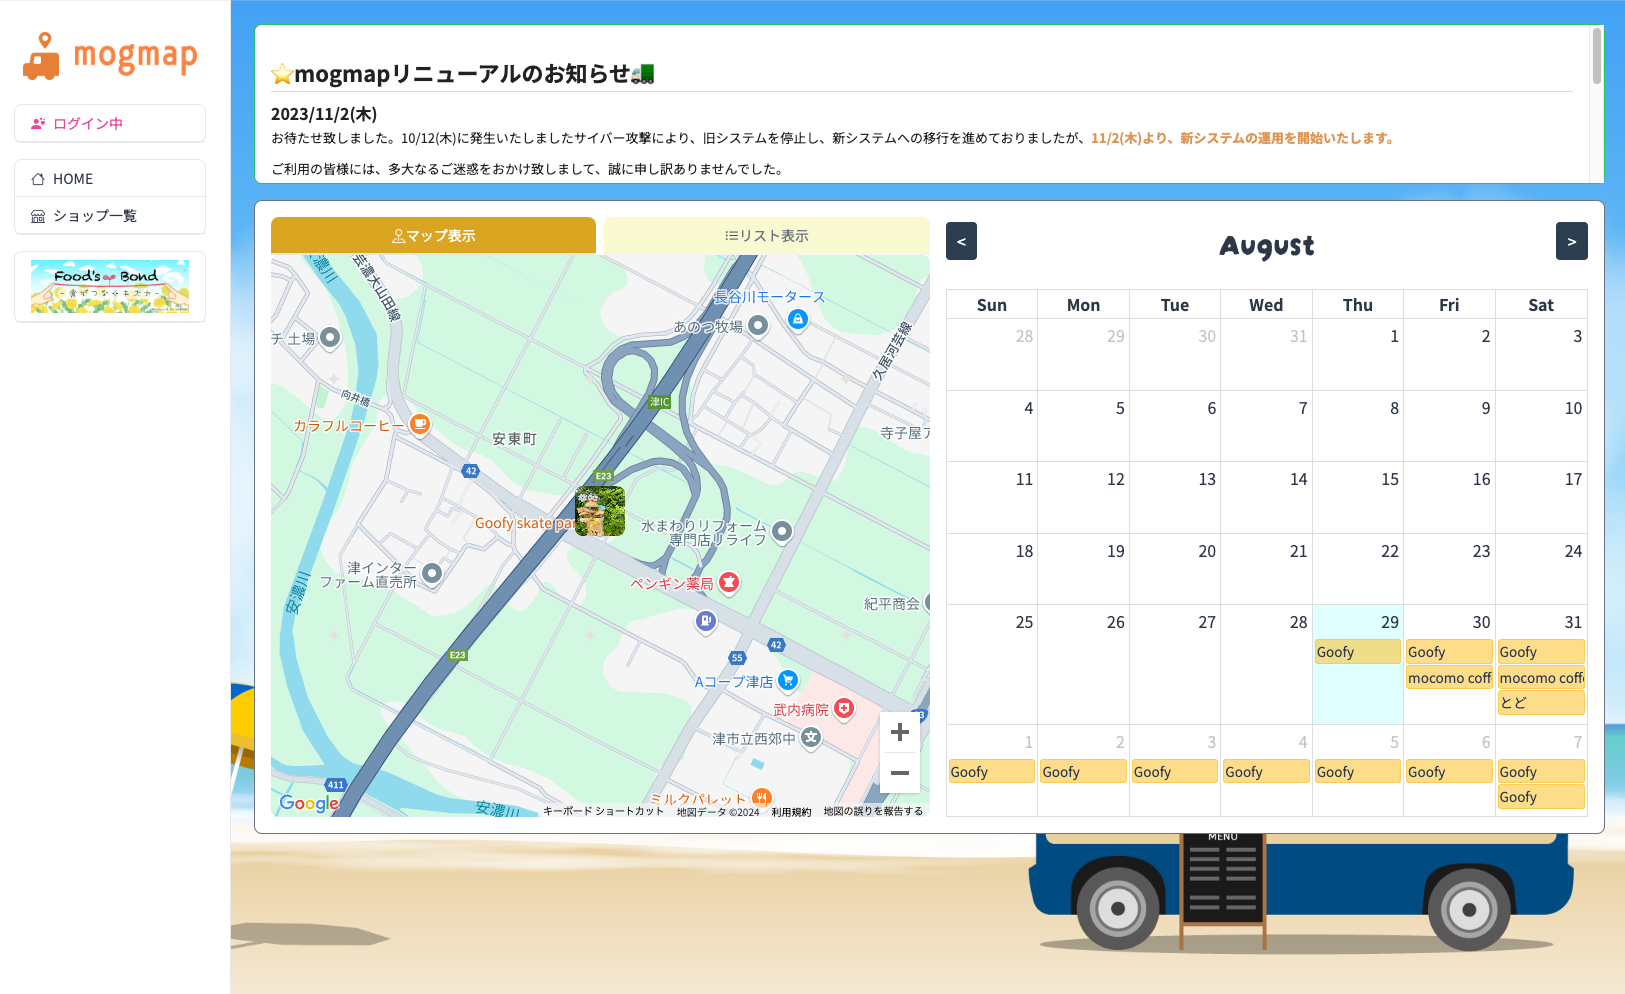 mogmap
ログイン中
HOME
ショップ一覧
Food's Bond
⭐mogmapリニューアルのお知らせ🚚
2023/11/2(木)
お待たせ致しました。10/12(木)に発生いたしましたサイバー攻撃により、旧システムを停止し、新システムへの移行を進めておりましたが、11/2(木)より、新システムの運用を開始いたします。
ご利用の皆様には、多大なるご迷惑をおかけ致しまして、誠に申し訳ありませんでした。
マップ表示
リスト表示
安濃川
芸濃大山田線
長谷川モータース
あのつ牧場
チ 土場
久居河芸線
向井橋
津IC
カラフルコーヒー
安東町
寺子屋ア
42
E23
Goofy skate par
水まわりリフォーム
専門店リライフ
津インター
ファーム直売所
ペンギン薬局
安濃川
紀平商会
42
E23
55
Aコープ津店
武内病院
津市立西郊中
411
Google
安濃川
ミルクパレット
キーボード ショートカット
地図データ ©2024
利用規約
地図の誤りを報告する
<
August
>
Sun Mon Tue Wed Thu Fri Sat
28 29 30 31 1 2 3
4 5 6 7 8 9 10
11 12 13 14 15 16 17
18 19 20 21 22 23 24
25 26 27 28 29 30 31
Goofy Goofy Goofy
mocomo coff mocomo coff
とど
1 2 3 4 5 6 7
Goofy Goofy Goofy Goofy Goofy Goofy Goofy
Goofy
MENU